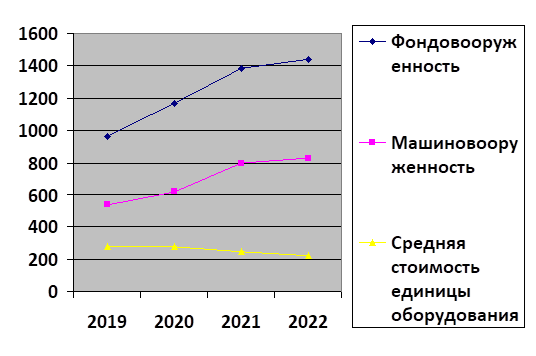 1600
1400
1200
1000
800
600
400
200
0
2019 2020 2021 2022
Фондовооруж
енность
Машиновоору
женность
Средняя
стоимость
единицы
оборудования